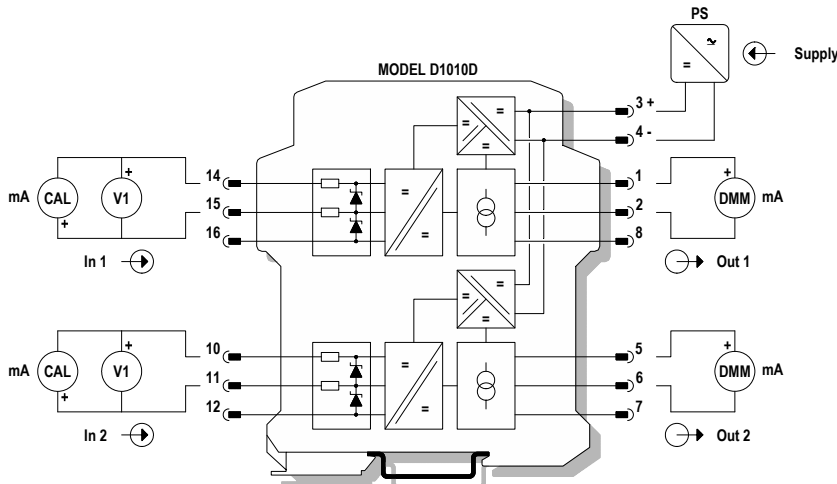 PS
Supply
MODEL D1010D
3 +
4 -
14
1
mA CAL + V1 +
15
2
DMM + mA
16
8
In 1
Out 1
10
5
mA CAL + V1 +
11
6
DMM + mA
12
7
In 2
Out 2